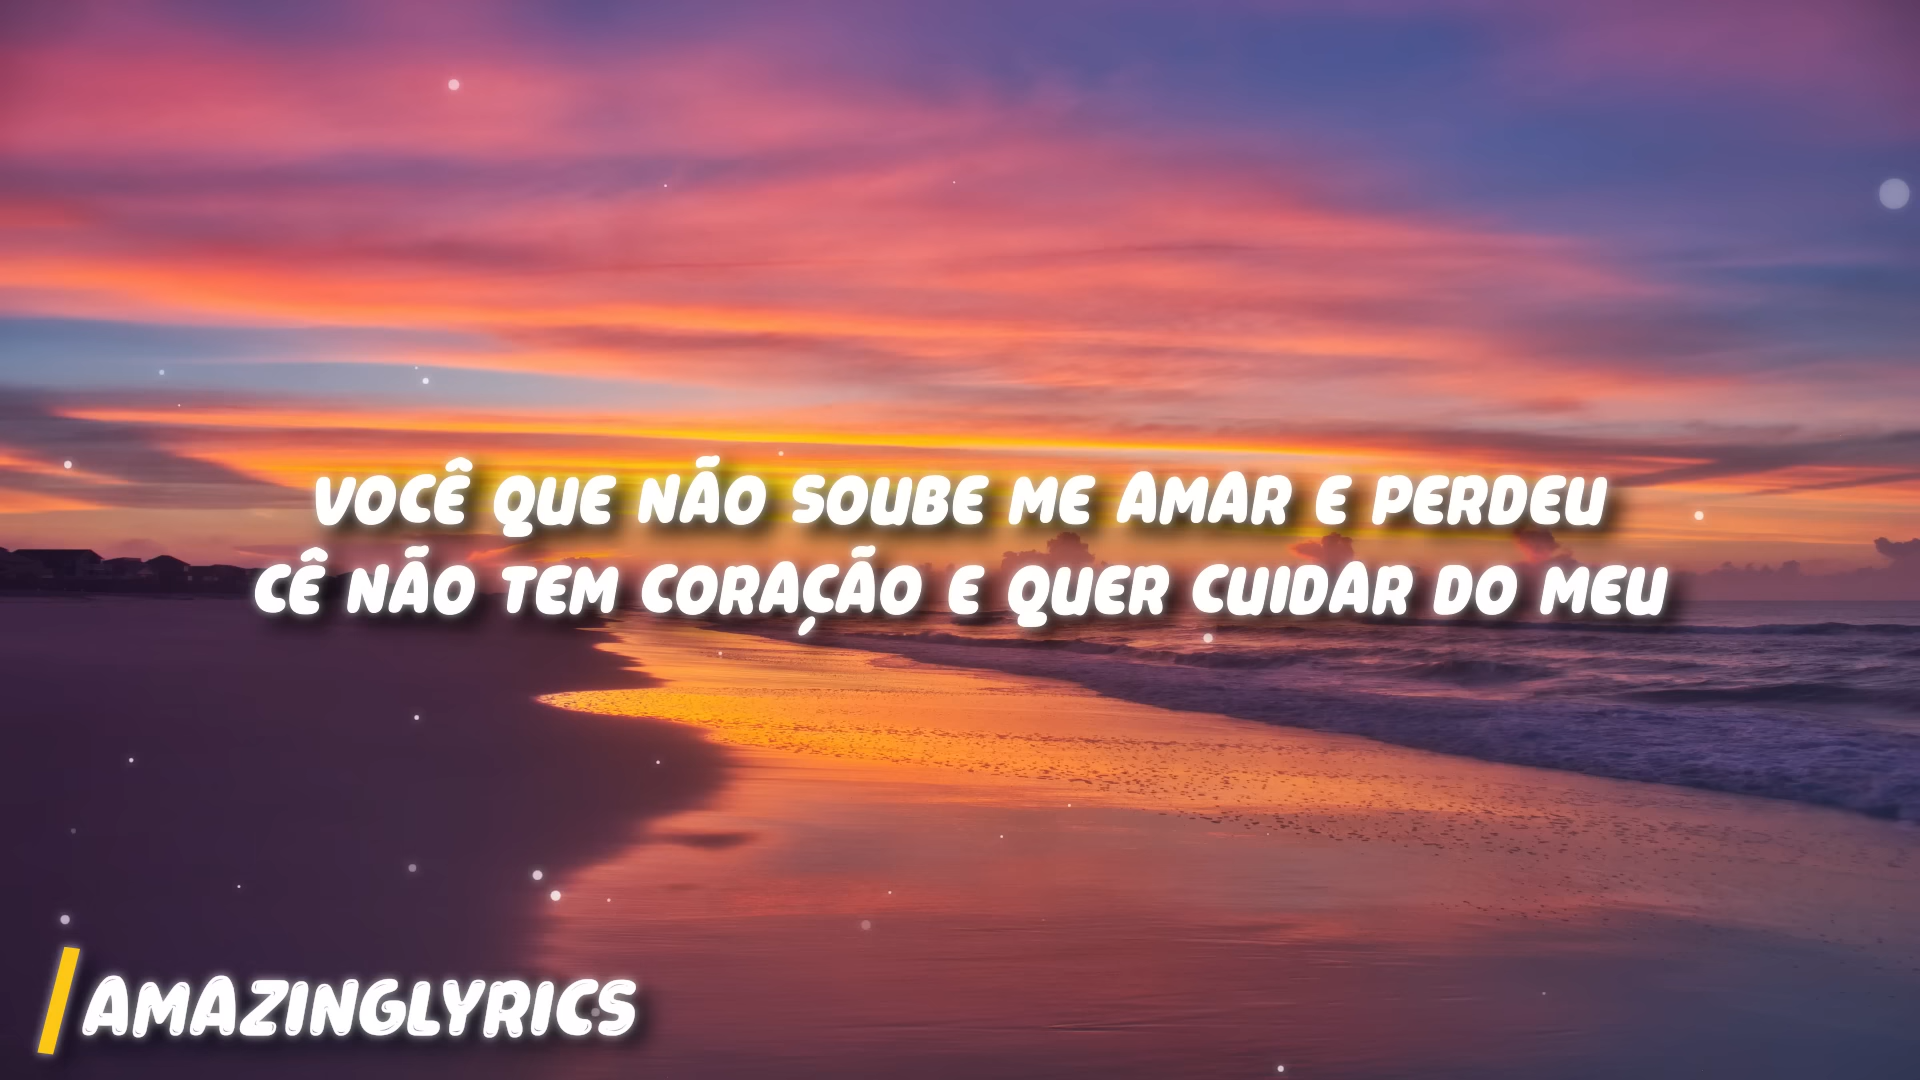 VOCÊ QUE NÃO SOUBE ME AMAR E PERDEU
CÊ NÃO TEM CORAÇÃO E QUER CUIDAR DO MEU
AMAZINGLYRICS